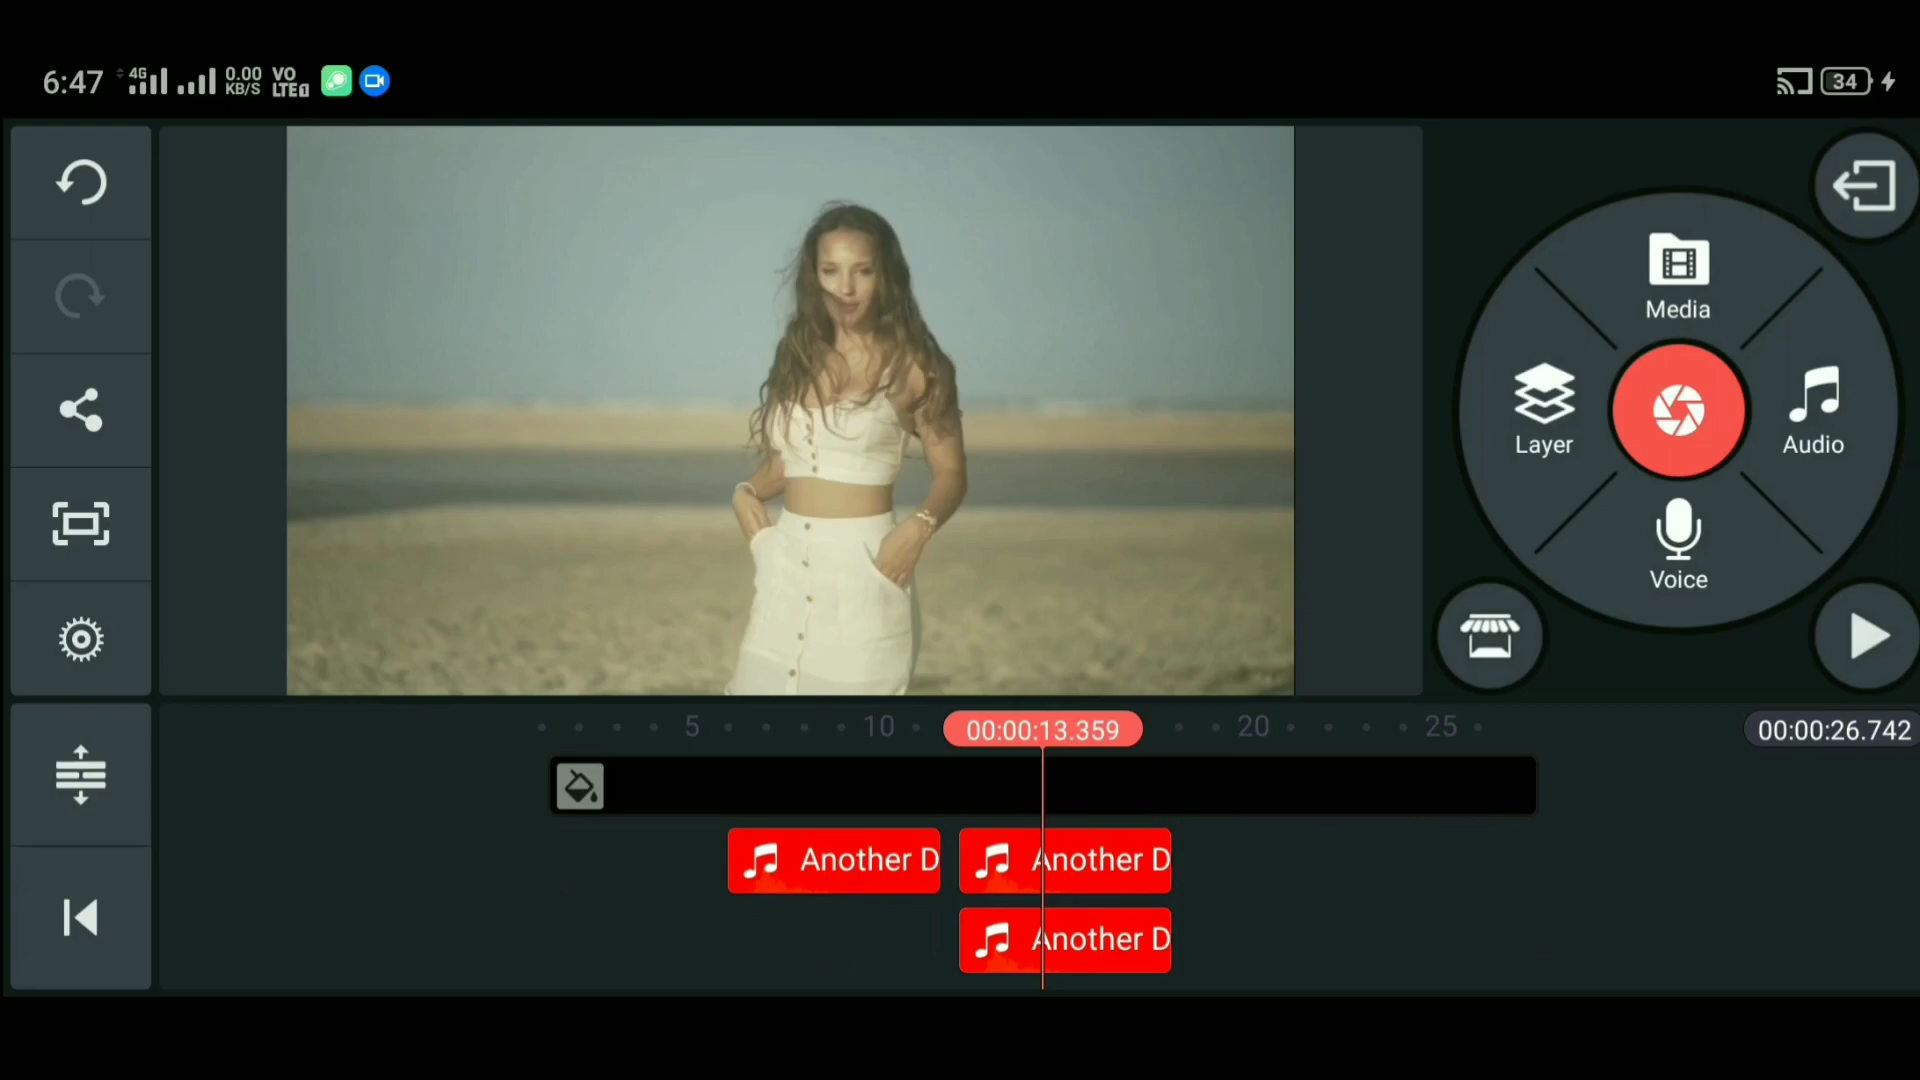 6:47 4G 0.00 KB/S VO LTE 34
Media
Layer
Audio
Voice
5 10 00:00:13.359 20 25 00:00:26.742
Another D Another D
Another D